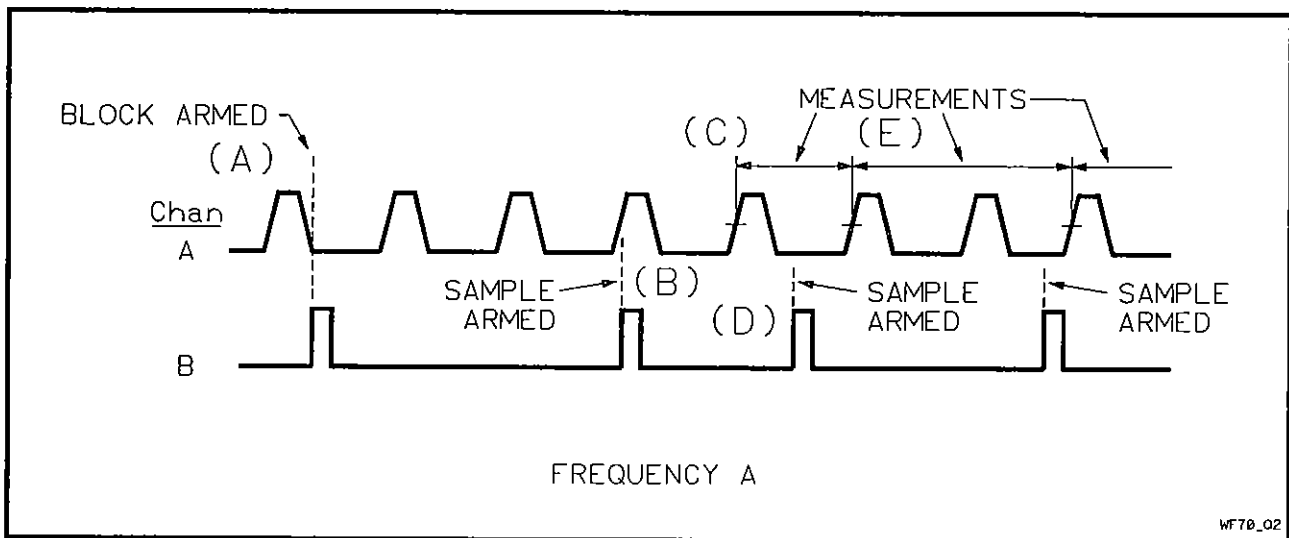 BLOCK ARMED
(A)
MEASUREMENTS
(C)
(E)
Chan
A
SAMPLE
ARMED
(B)
(D)
SAMPLE
ARMED
SAMPLE
ARMED
B
FREQUENCY A
WF70_02